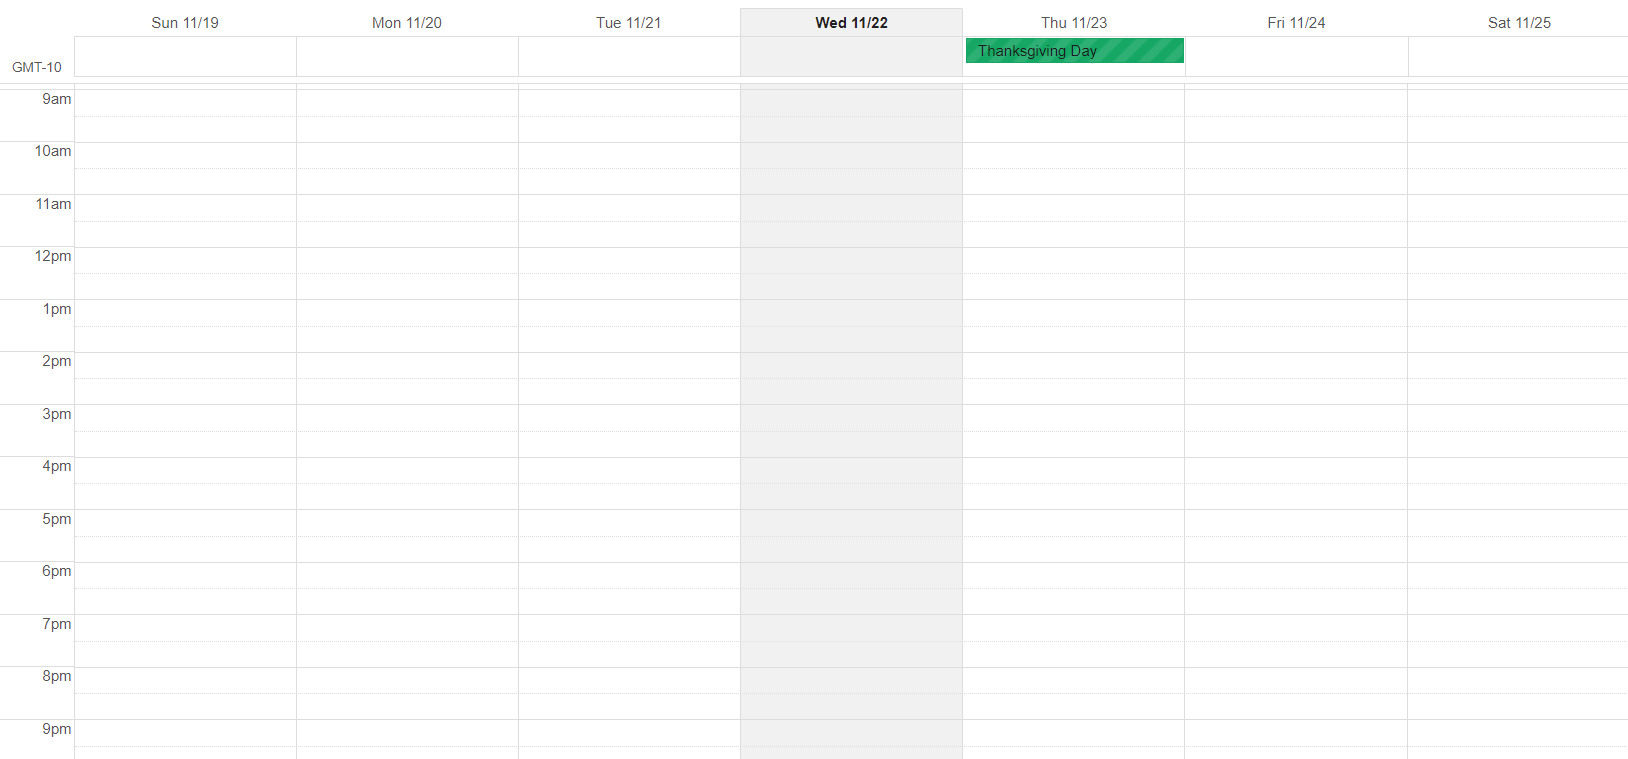 Sun 11/19 Mon 11/20 Tue 11/21 Wed 11/22 Thu 11/23 Fri 11/24 Sat 11/25
Thanksgiving Day
GMT-10
9am
10am
11am
12pm
1pm
2pm
3pm
4pm
5pm
6pm
7pm
8pm
9pm